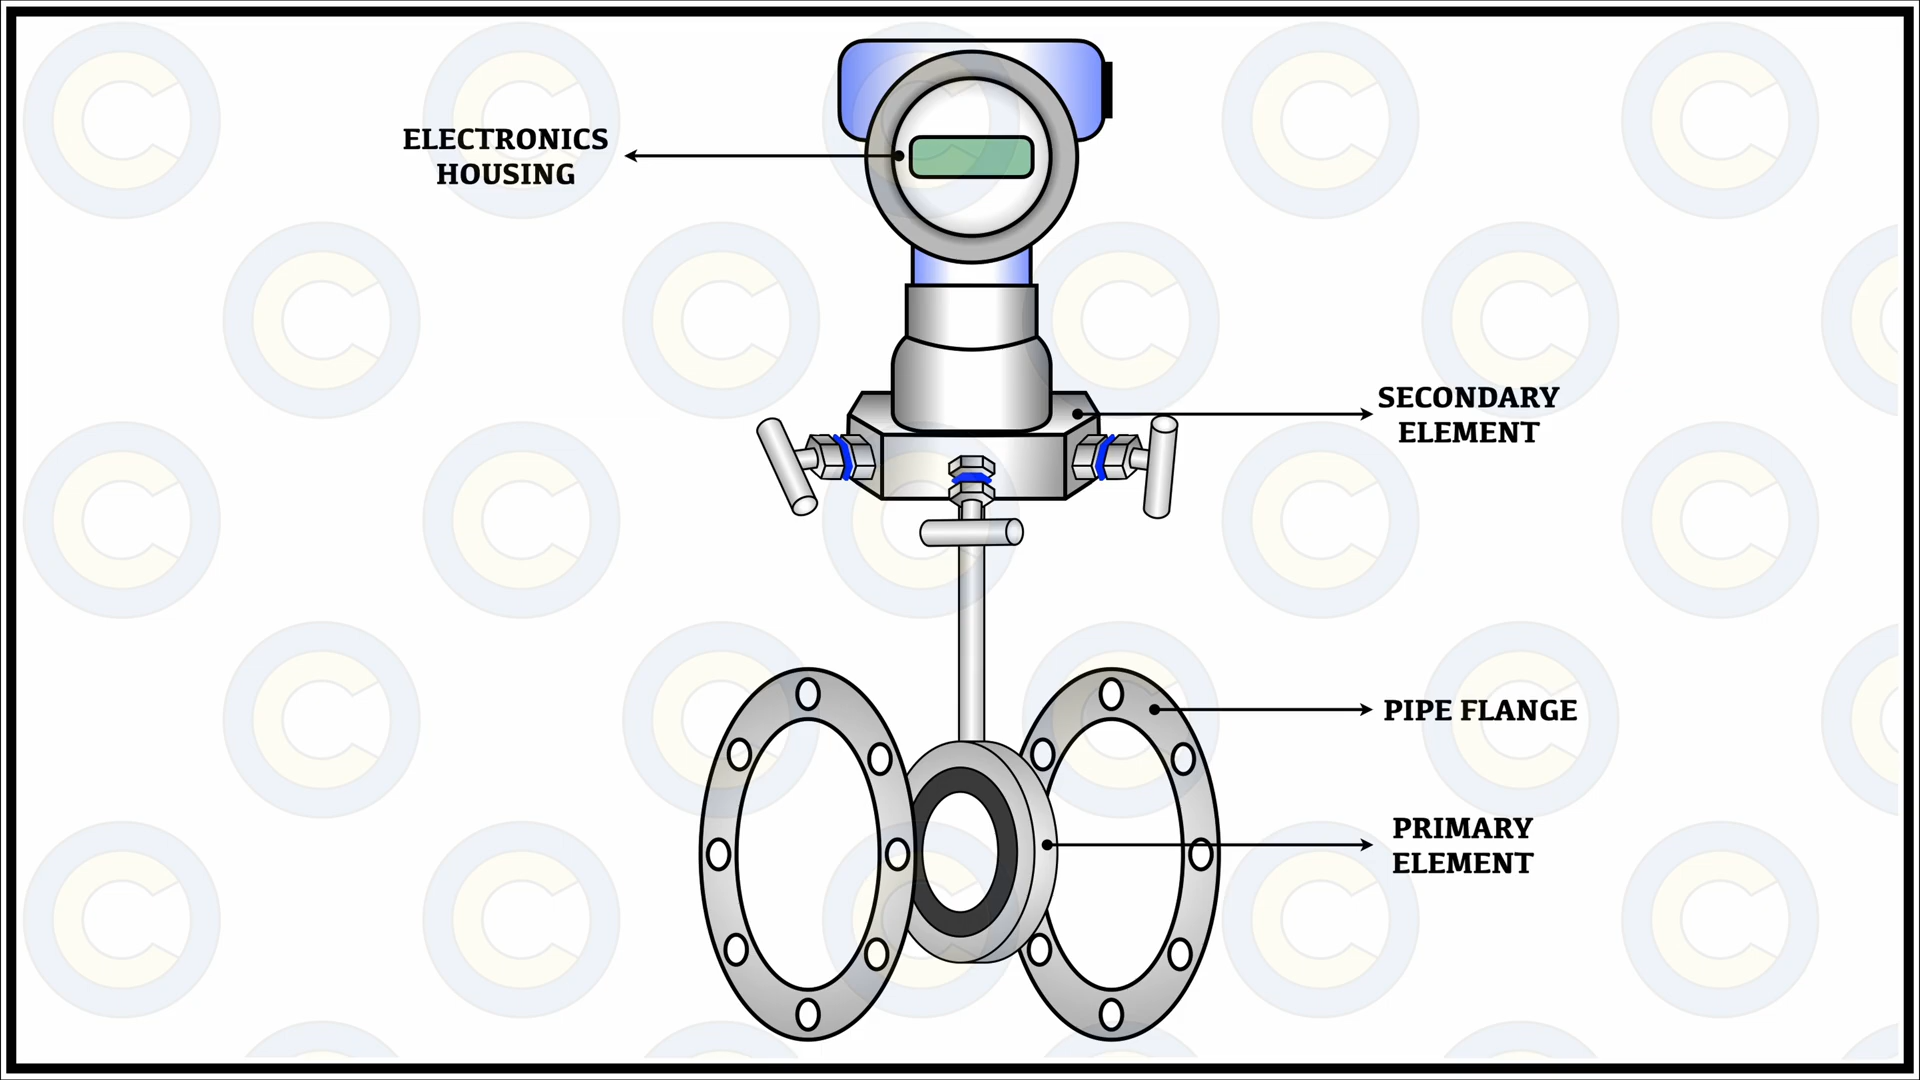 ELECTRONICS
HOUSING
SECONDARY
ELEMENT
PIPE FLANGE
PRIMARY
ELEMENT